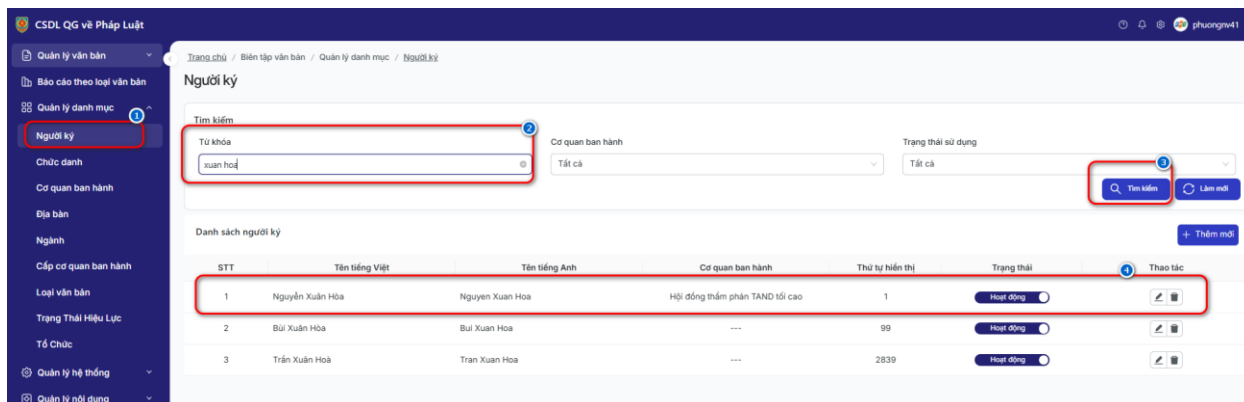 CSDL QG về Pháp Luật
phuongnv41
Quản lý văn bản
Báo cáo theo loại văn bản
Quản lý danh mục
1
Người ký
Chức danh
Cơ quan ban hành
Địa bàn
Ngành
Cấp cơ quan ban hành
Loại văn bản
Trạng Thái Hiệu Lực
Tổ Chức
Quản lý hệ thống
Quản lý nội dung
Trang chủ / Biên tập văn bản / Quản lý danh mục / Người ký
Người ký
Tìm kiếm
2
Từ khóa Cơ quan ban hành Trạng thái sử dụng
xuan hoa Tất cả Tất cả
3
Tìm kiếm Làm mới
Danh sách người ký + Thêm mới
STT Tên tiếng Việt Tên tiếng Anh Cơ quan ban hành Thứ tự hiển thị Trạng thái 4 Thao tác
1 Nguyễn Xuân Hòa Nguyen Xuan Hoa Hội đồng thẩm phán TAND tối cao 1 Hoạt động
2 Bùi Xuân Hòa Bui Xuan Hoa --- 99 Hoạt động
3 Trần Xuân Hoà Tran Xuan Hoa --- 2839 Hoạt động